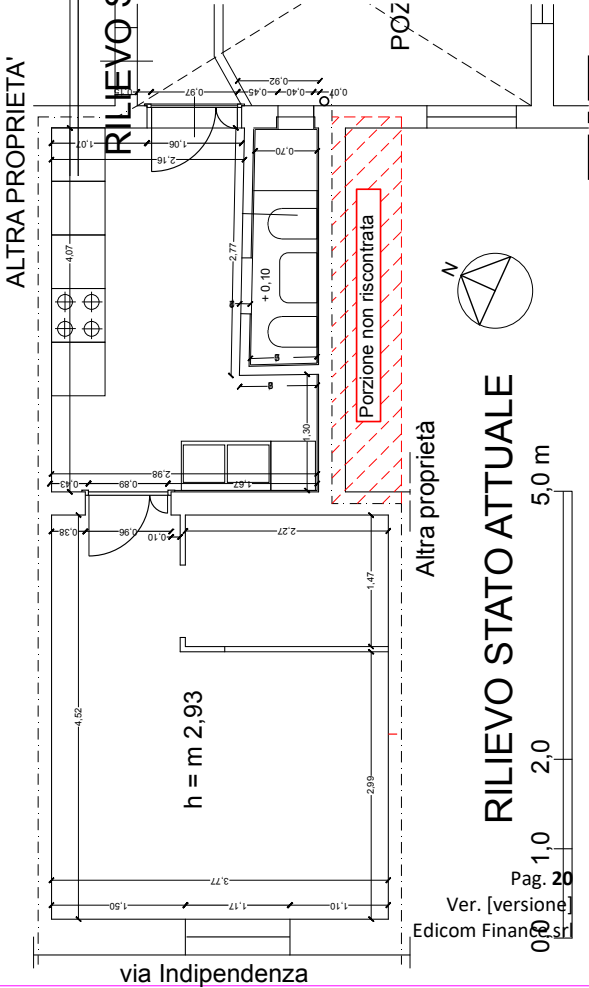 ALTRA PROPRIETA'
RILIEVO S
POZ
0,92
0,97
0,45
0,40
0,07
1,07
1,06
2,16
0,70
4,07
2,77
+ 0,10
Porzione non riscontrata
N
1,30
2,98
0,43
0,89
1,67
Altra proprietà
0,38
0,96
0,10
2,27
1,47
4,52
h = m 2,93
2,99
3,77
1,50
1,17
1,10
RILIEVO STATO ATTUALE
0,0 1,0 2,0 5,0 m
Pag. 20
Ver. [versione]
Edicom Finance srl
via Indipendenza